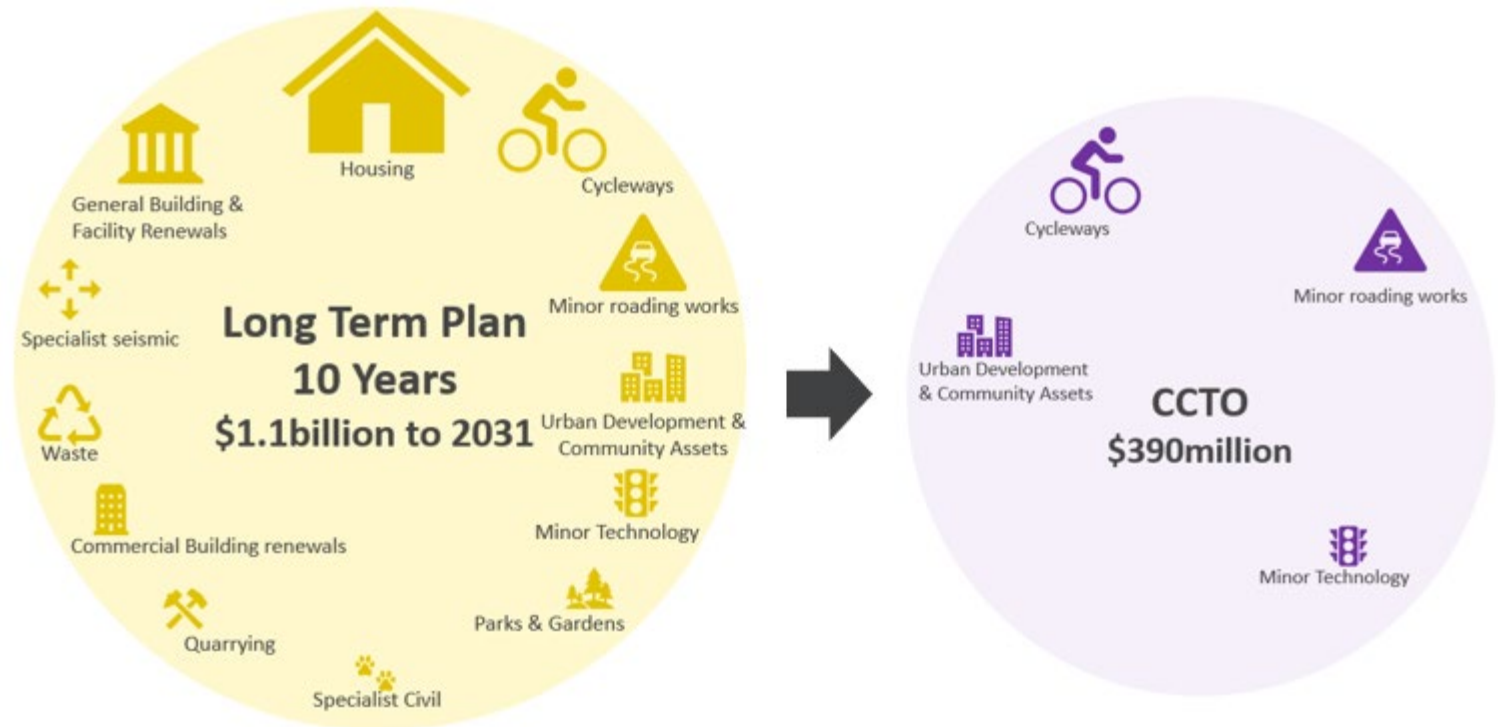 Housing
Cycleways
General Building &
Facility Renewals
Minor roading works
Specialist seismic
Long Term Plan
10 Years
$1.1billion to 2031
Urban Development &
Community Assets
Waste
Minor Technology
Commercial Building renewals
Parks & Gardens
Quarrying
Specialist Civil
Cycleways
Minor roading works
Urban Development
& Community Assets
CCTO
$390million
Minor Technology